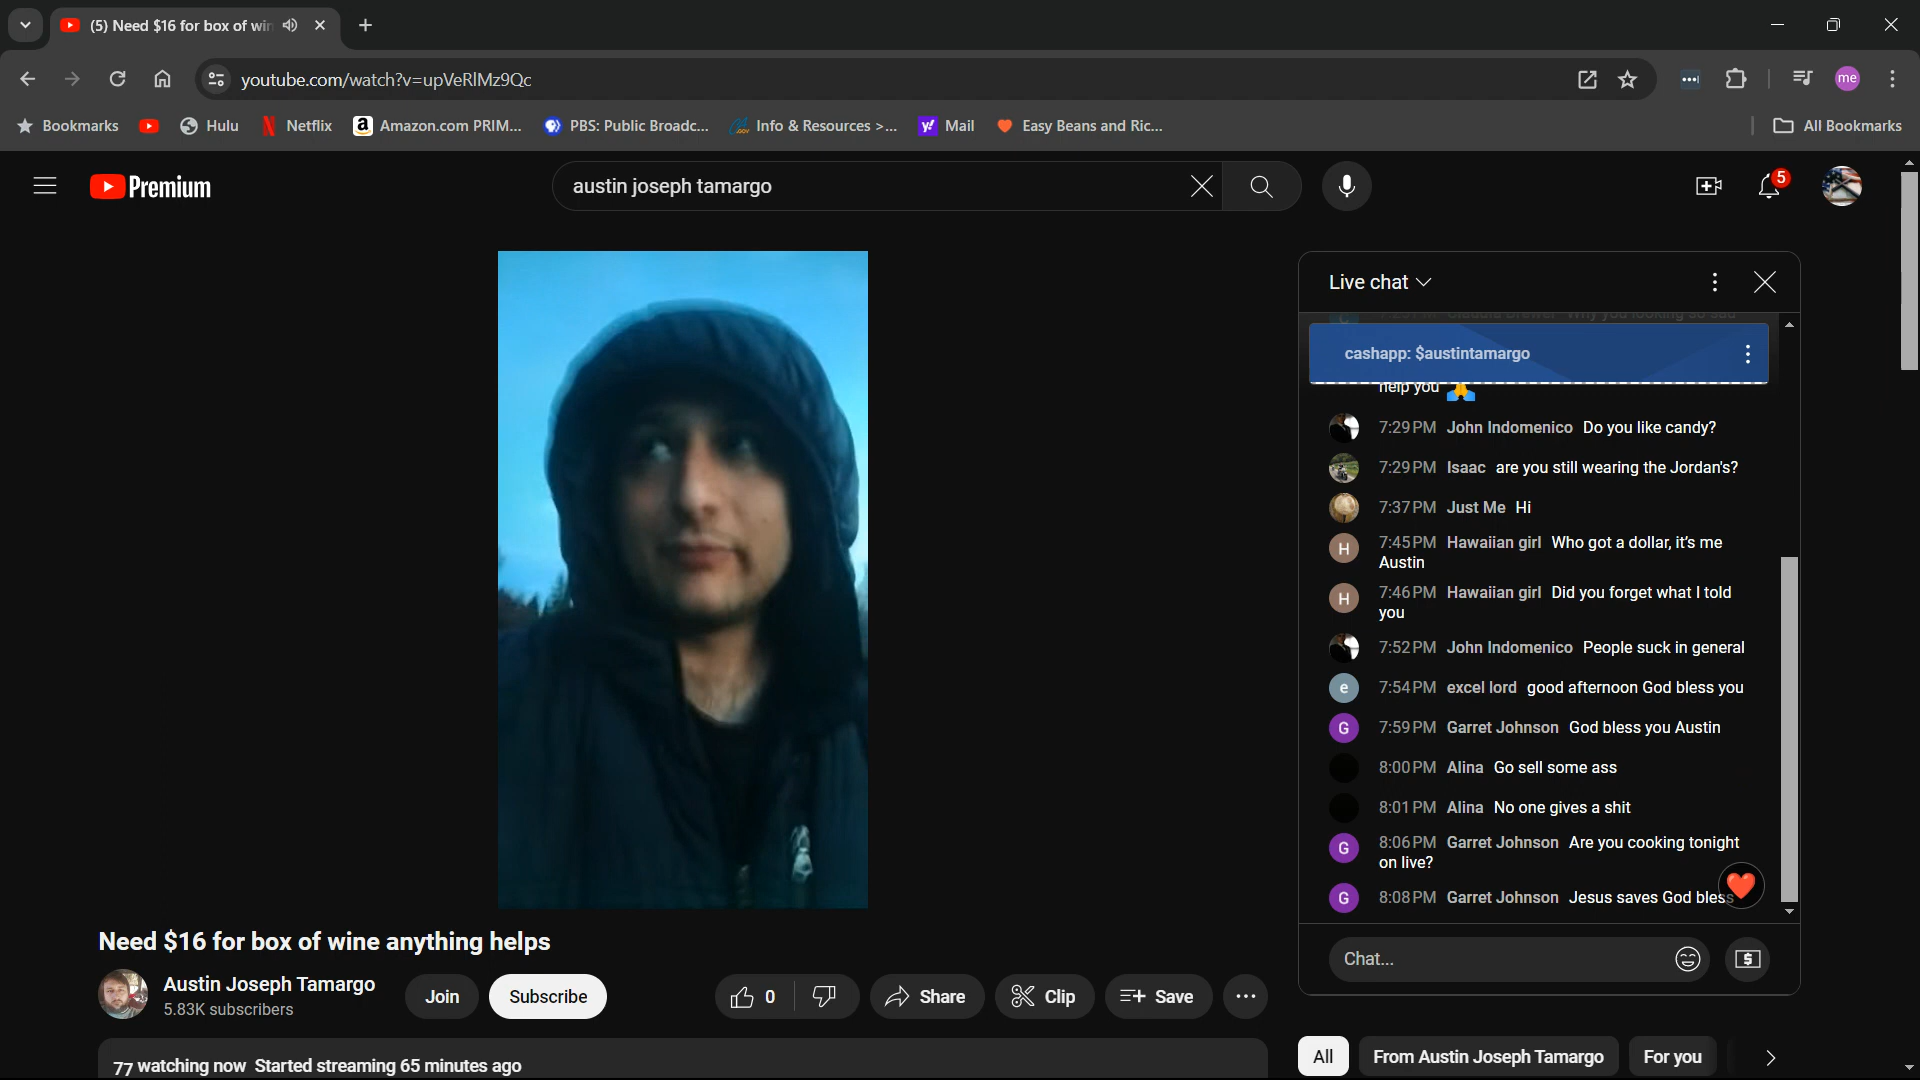 (5) Need $16 for box of win
youtube.com/watch?v=upVeRlMz9Qc
me
Bookmarks
Hulu
Netflix
Amazon.com PRIM...
PBS: Public Broadc...
Info & Resources >...
Mail
Easy Beans and Ric...
All Bookmarks
Premium
austin joseph tamargo
5
Live chat
cashapp: $austintamargo
help you
7:29 PM John Indomenico Do you like candy?
7:29 PM Isaac are you still wearing the Jordan's?
7:37 PM Just Me Hi
H 7:45 PM Hawaiian girl Who got a dollar, it's me
Austin
H 7:46 PM Hawaiian girl Did you forget what I told
you
7:52 PM John Indomenico People suck in general
e 7:54 PM excel lord good afternoon God bless you
G 7:59 PM Garret Johnson God bless you Austin
8:00 PM Alina Go sell some ass
8:01 PM Alina No one gives a shit
G 8:06 PM Garret Johnson Are you cooking tonight
on live?
G 8:08 PM Garret Johnson Jesus saves God bless
Chat...
Need $16 for box of wine anything helps
Austin Joseph Tamargo
5.83K subscribers
Join
Subscribe
0
Share
Clip
Save
77 watching now Started streaming 65 minutes ago
All
From Austin Joseph Tamargo
For you